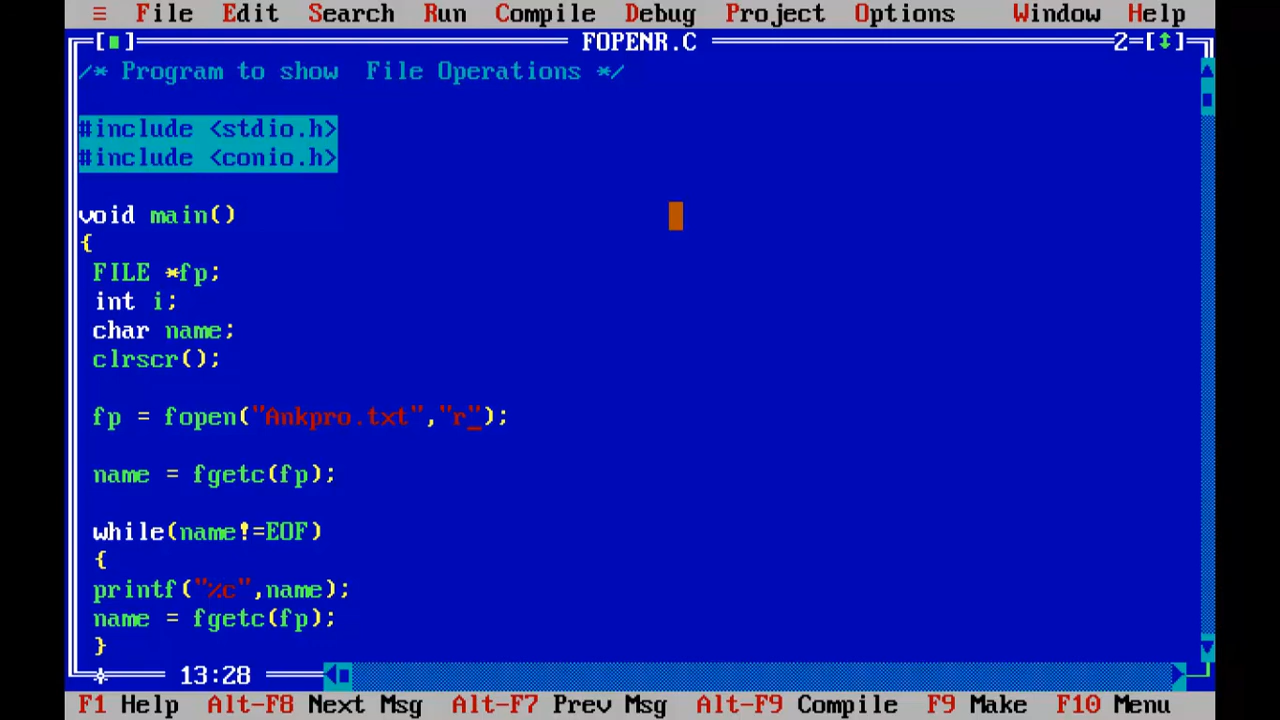 ≡ File Edit Search Run Compile Debug Project Options Window Help
[■] FOPENR.C 2=[↕]
/* Program to show  File Operations */
#include <stdio.h>
#include <conio.h>
void main()
{
FILE *fp;
int i;
char name;
clrscr();
fp = fopen("Ankpro.txt","r");
name = fgetc(fp);
while(name!=EOF)
{
printf("%c",name);
name = fgetc(fp);
}
13:28
F1 Help Alt-F8 Next Msg Alt-F7 Prev Msg Alt-F9 Compile F9 Make F10 Menu